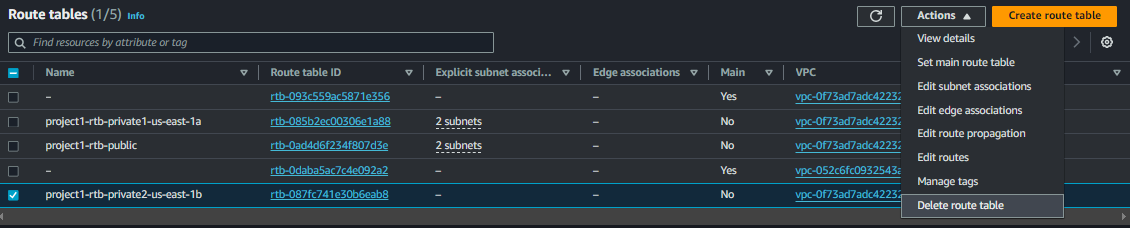 Route tables (1/5) Info
Actions
Create route table
Find resources by attribute or tag
View details
Set main route table
Edit subnet associations
Edit edge associations
Edit route propagation
Edit routes
Manage tags
Delete route table
Name Route table ID Explicit subnet associ... Edge associations Main VPC
– rtb-093c559ac5871e356 – – Yes vpc-0f73ad7adc42232
project1-rtb-private1-us-east-1a rtb-085b2ec00306e1a88 2 subnets – No vpc-0f73ad7adc42232
project1-rtb-public rtb-0ad4d6f234f807d3e 2 subnets – No vpc-0f73ad7adc42232
– rtb-0daba5ac7c4e092a2 – – Yes vpc-052c6fc0932543a
project1-rtb-private2-us-east-1b rtb-087fc741e30b6eab8 – – No vpc-0f73ad7adc42232